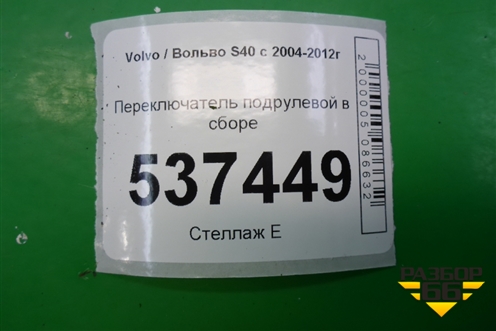 Volvo / Вольво S40 с 2004-2012г
Переключатель подрулевой в
сборе
537449
Стеллаж Е
2000005086632
РАЗБОР
66